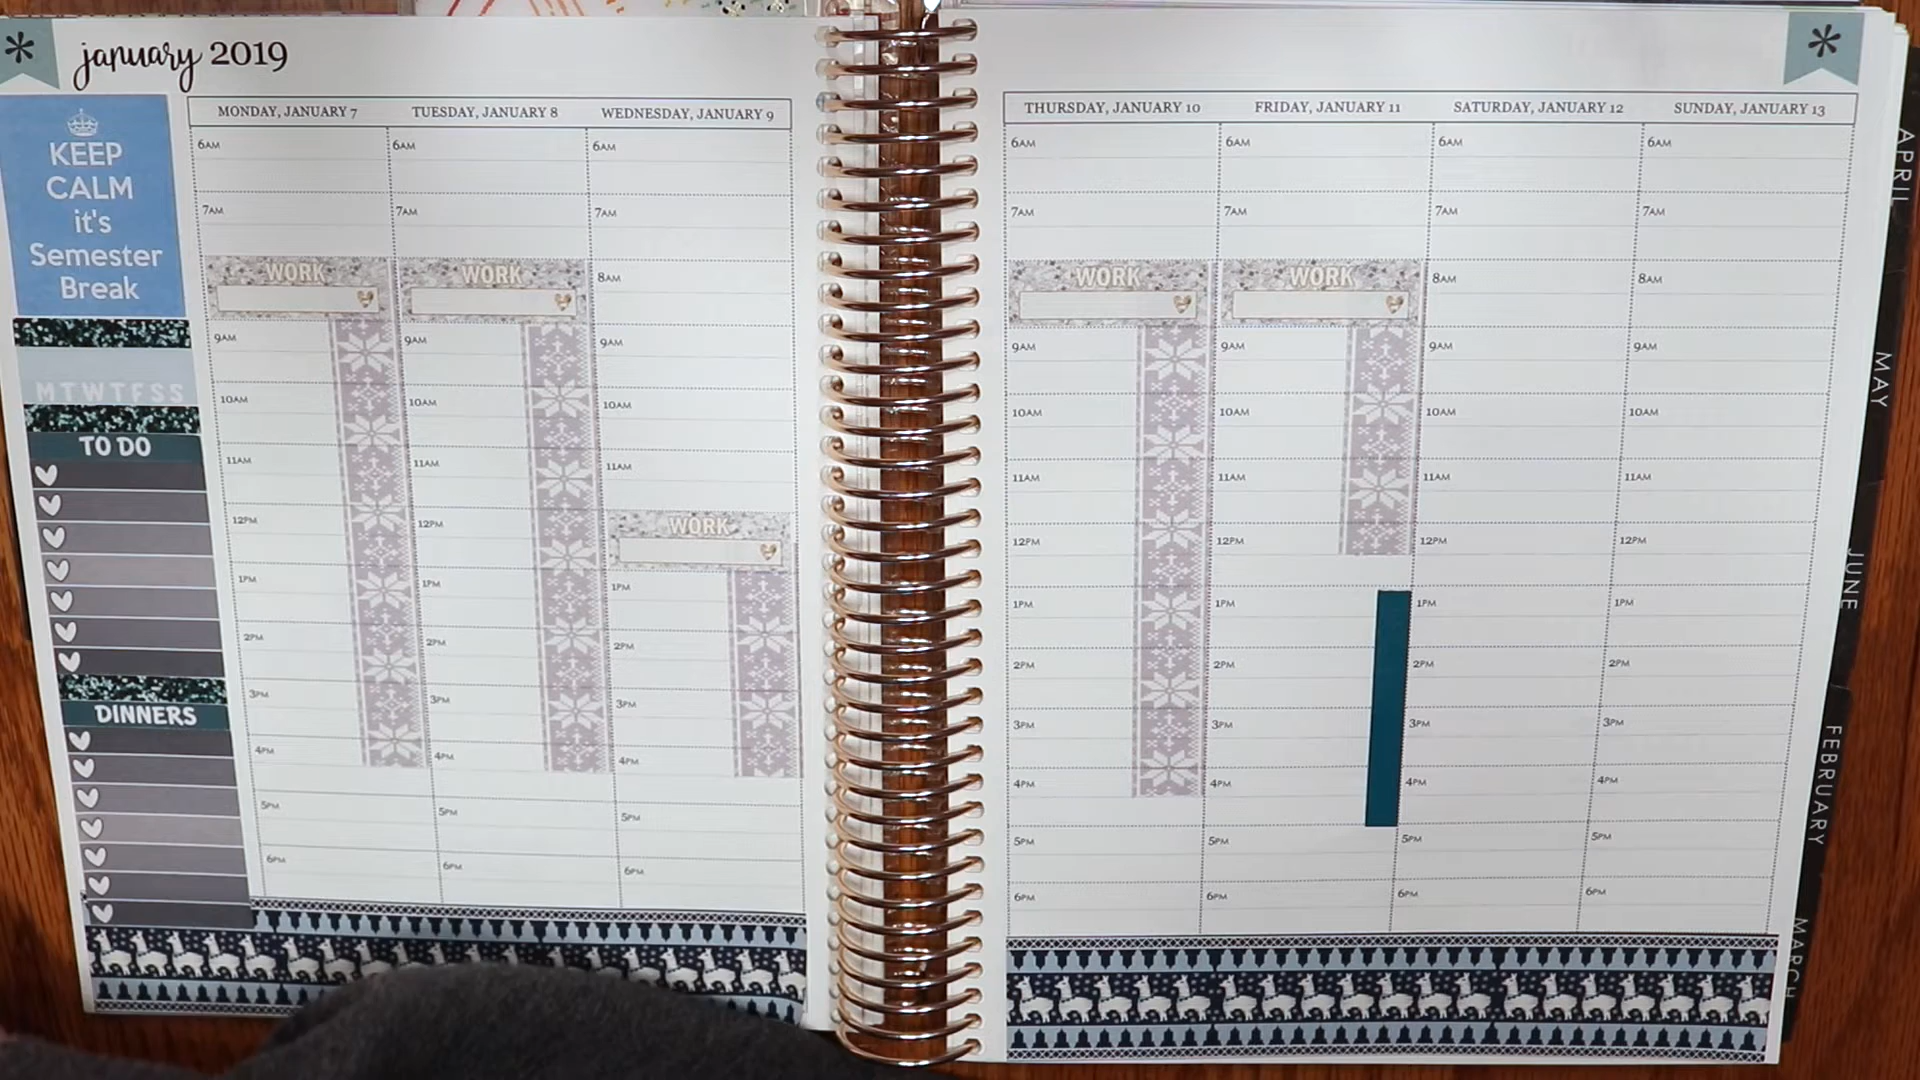 * january 2019 *
KEEP
CALM
it's
Semester
Break
M T W T F S S
TO DO
DINNERS
MONDAY, JANUARY 7
6AM
7AM
WORK
9AM
10AM
11AM
12PM
1PM
2PM
3PM
4PM
5PM
6PM
TUESDAY, JANUARY 8
6AM
7AM
WORK
9AM
10AM
11AM
12PM
1PM
2PM
3PM
4PM
5PM
6PM
WEDNESDAY, JANUARY 9
6AM
7AM
8AM
9AM
10AM
11AM
WORK
1PM
2PM
3PM
4PM
5PM
6PM
THURSDAY, JANUARY 10
6AM
7AM
WORK
9AM
10AM
11AM
12PM
1PM
2PM
3PM
4PM
5PM
6PM
FRIDAY, JANUARY 11
6AM
7AM
WORK
9AM
10AM
11AM
12PM
1PM
2PM
3PM
4PM
5PM
6PM
SATURDAY, JANUARY 12
6AM
7AM
8AM
9AM
10AM
11AM
12PM
1PM
2PM
3PM
4PM
5PM
6PM
SUNDAY, JANUARY 13
6AM
7AM
8AM
9AM
10AM
11AM
12PM
1PM
2PM
3PM
4PM
5PM
6PM
APRIL
MAY
JUNE
FEBRUARY
MARCH